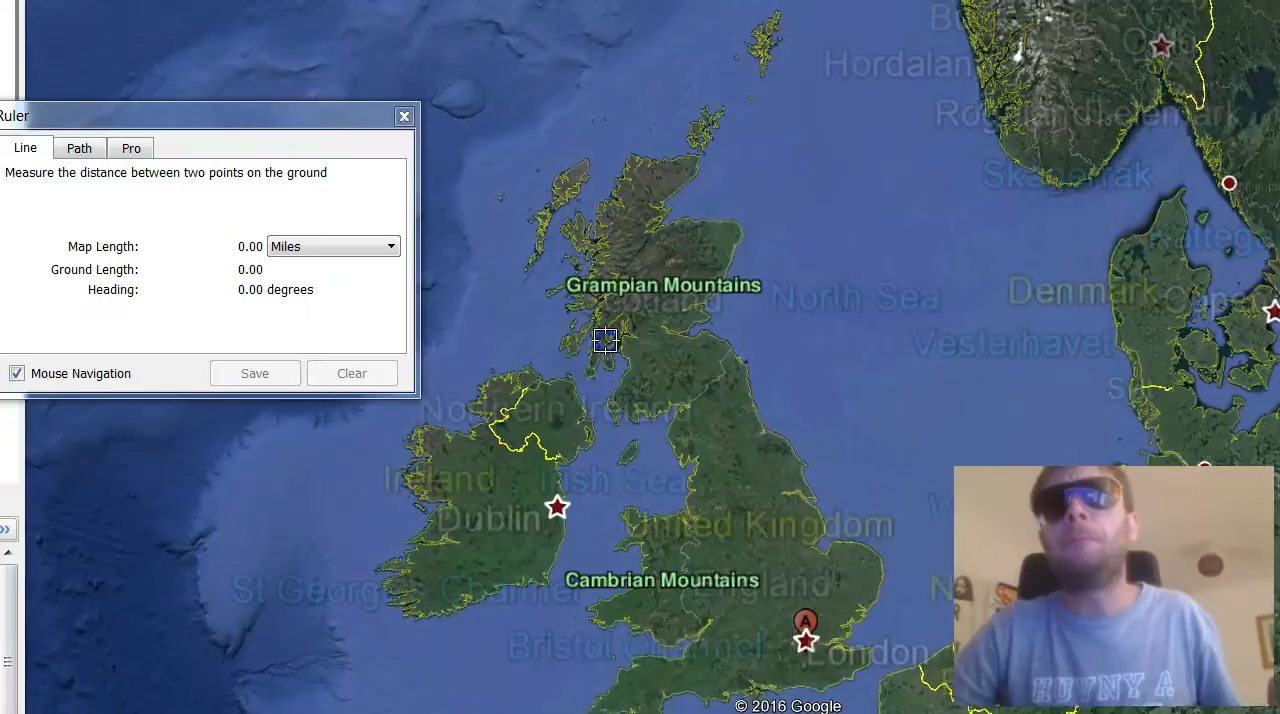 Ruler
Line
Path
Pro
Measure the distance between two points on the ground
Map Length:
0.00
Miles
Ground Length:
0.00
Heading:
0.00 degrees
Mouse Navigation
Save
Clear
Hordalan
Skagerrak
Grampian Mountains
North Sea
Denmark
Vesterhavet
Northern Ireland
Ireland
Irish Sea
Dublin
United Kingdom
Cambrian Mountains
England
St George
Channel
A
Bristol Channel
London
© 2016 Google